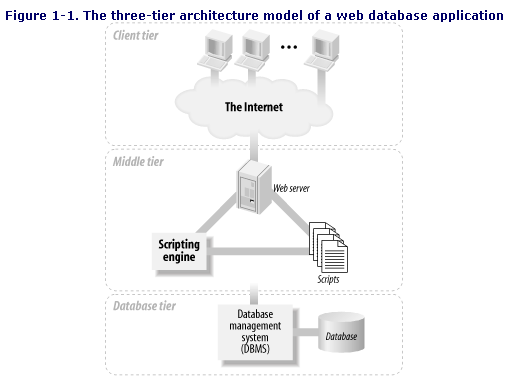 Figure 1-1. The three-tier architecture model of a web database application
Client tier
...
The Internet
Middle tier
Web server
Scripting
engine
Scripts
Database tier
Database
management
system
(DBMS)
Database